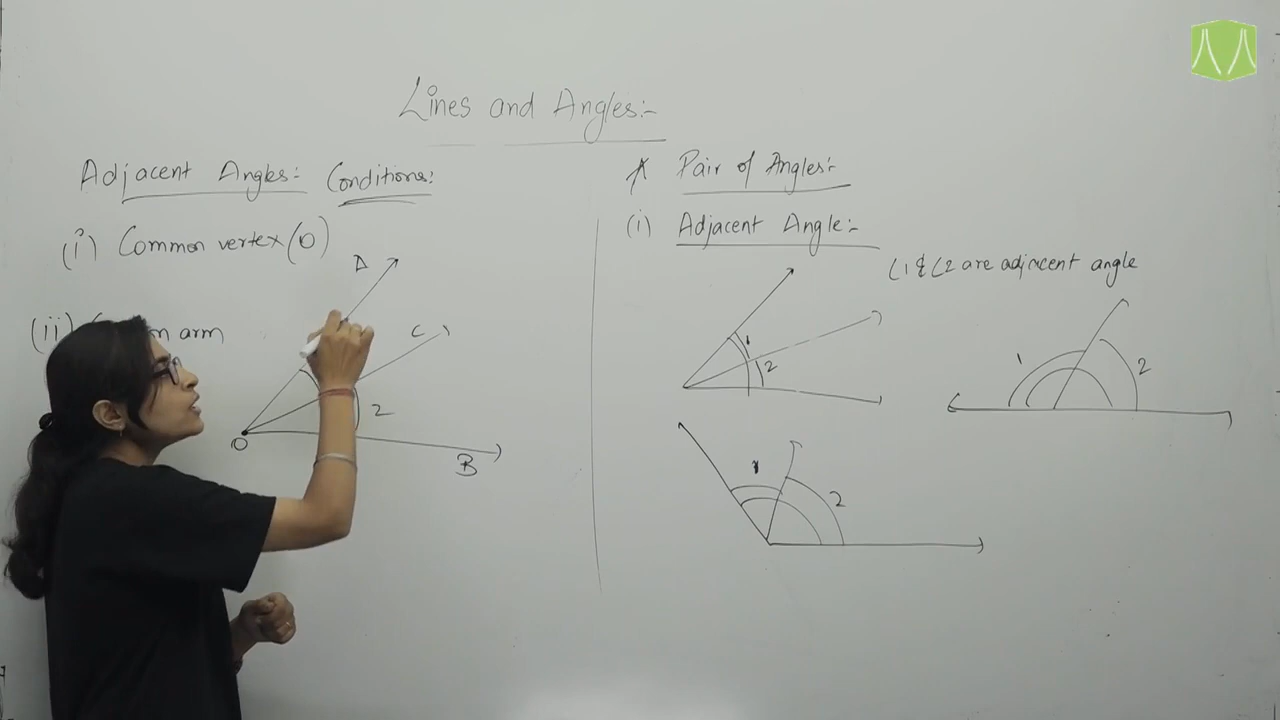 Lines and Angles:-
Adjacent Angles:- Conditions:
(i) Common vertex (O)
(ii) arm
A
C
2
O
B
Pair of Angles:-
(i) Adjacent Angle:-
∠1 & ∠2 are adjacent angle
1
2
1
2
1
2